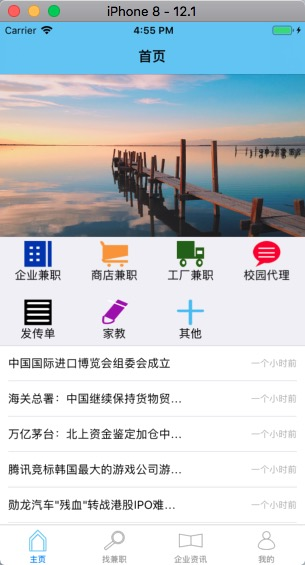 iPhone 8 - 12.1
Carrier 4:55 PM
首页
企业兼职 商店兼职 工厂兼职 校园代理
发传单 家教 其他
中国国际进口博览会组委会成立 一个小时前
海关总署：中国继续保持货物贸... 一个小时前
万亿茅台：北上资金鉴定加仓中... 一个小时前
腾讯竞标韩国最大的游戏公司游... 一个小时前
勋龙汽车"残血"转战港股IPO难... 一个小时前
主页 找兼职 企业资讯 我的